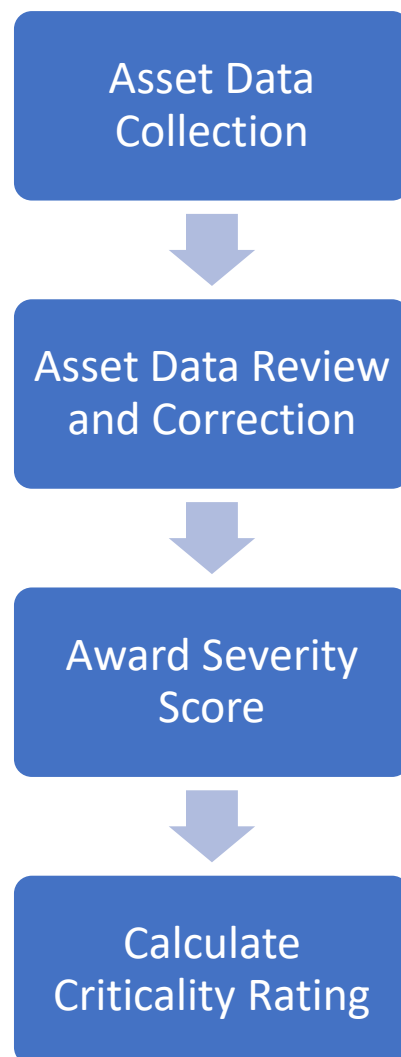 Asset Data
Collection
Asset Data Review
and Correction
Award Severity
Score
Calculate
Criticality Rating